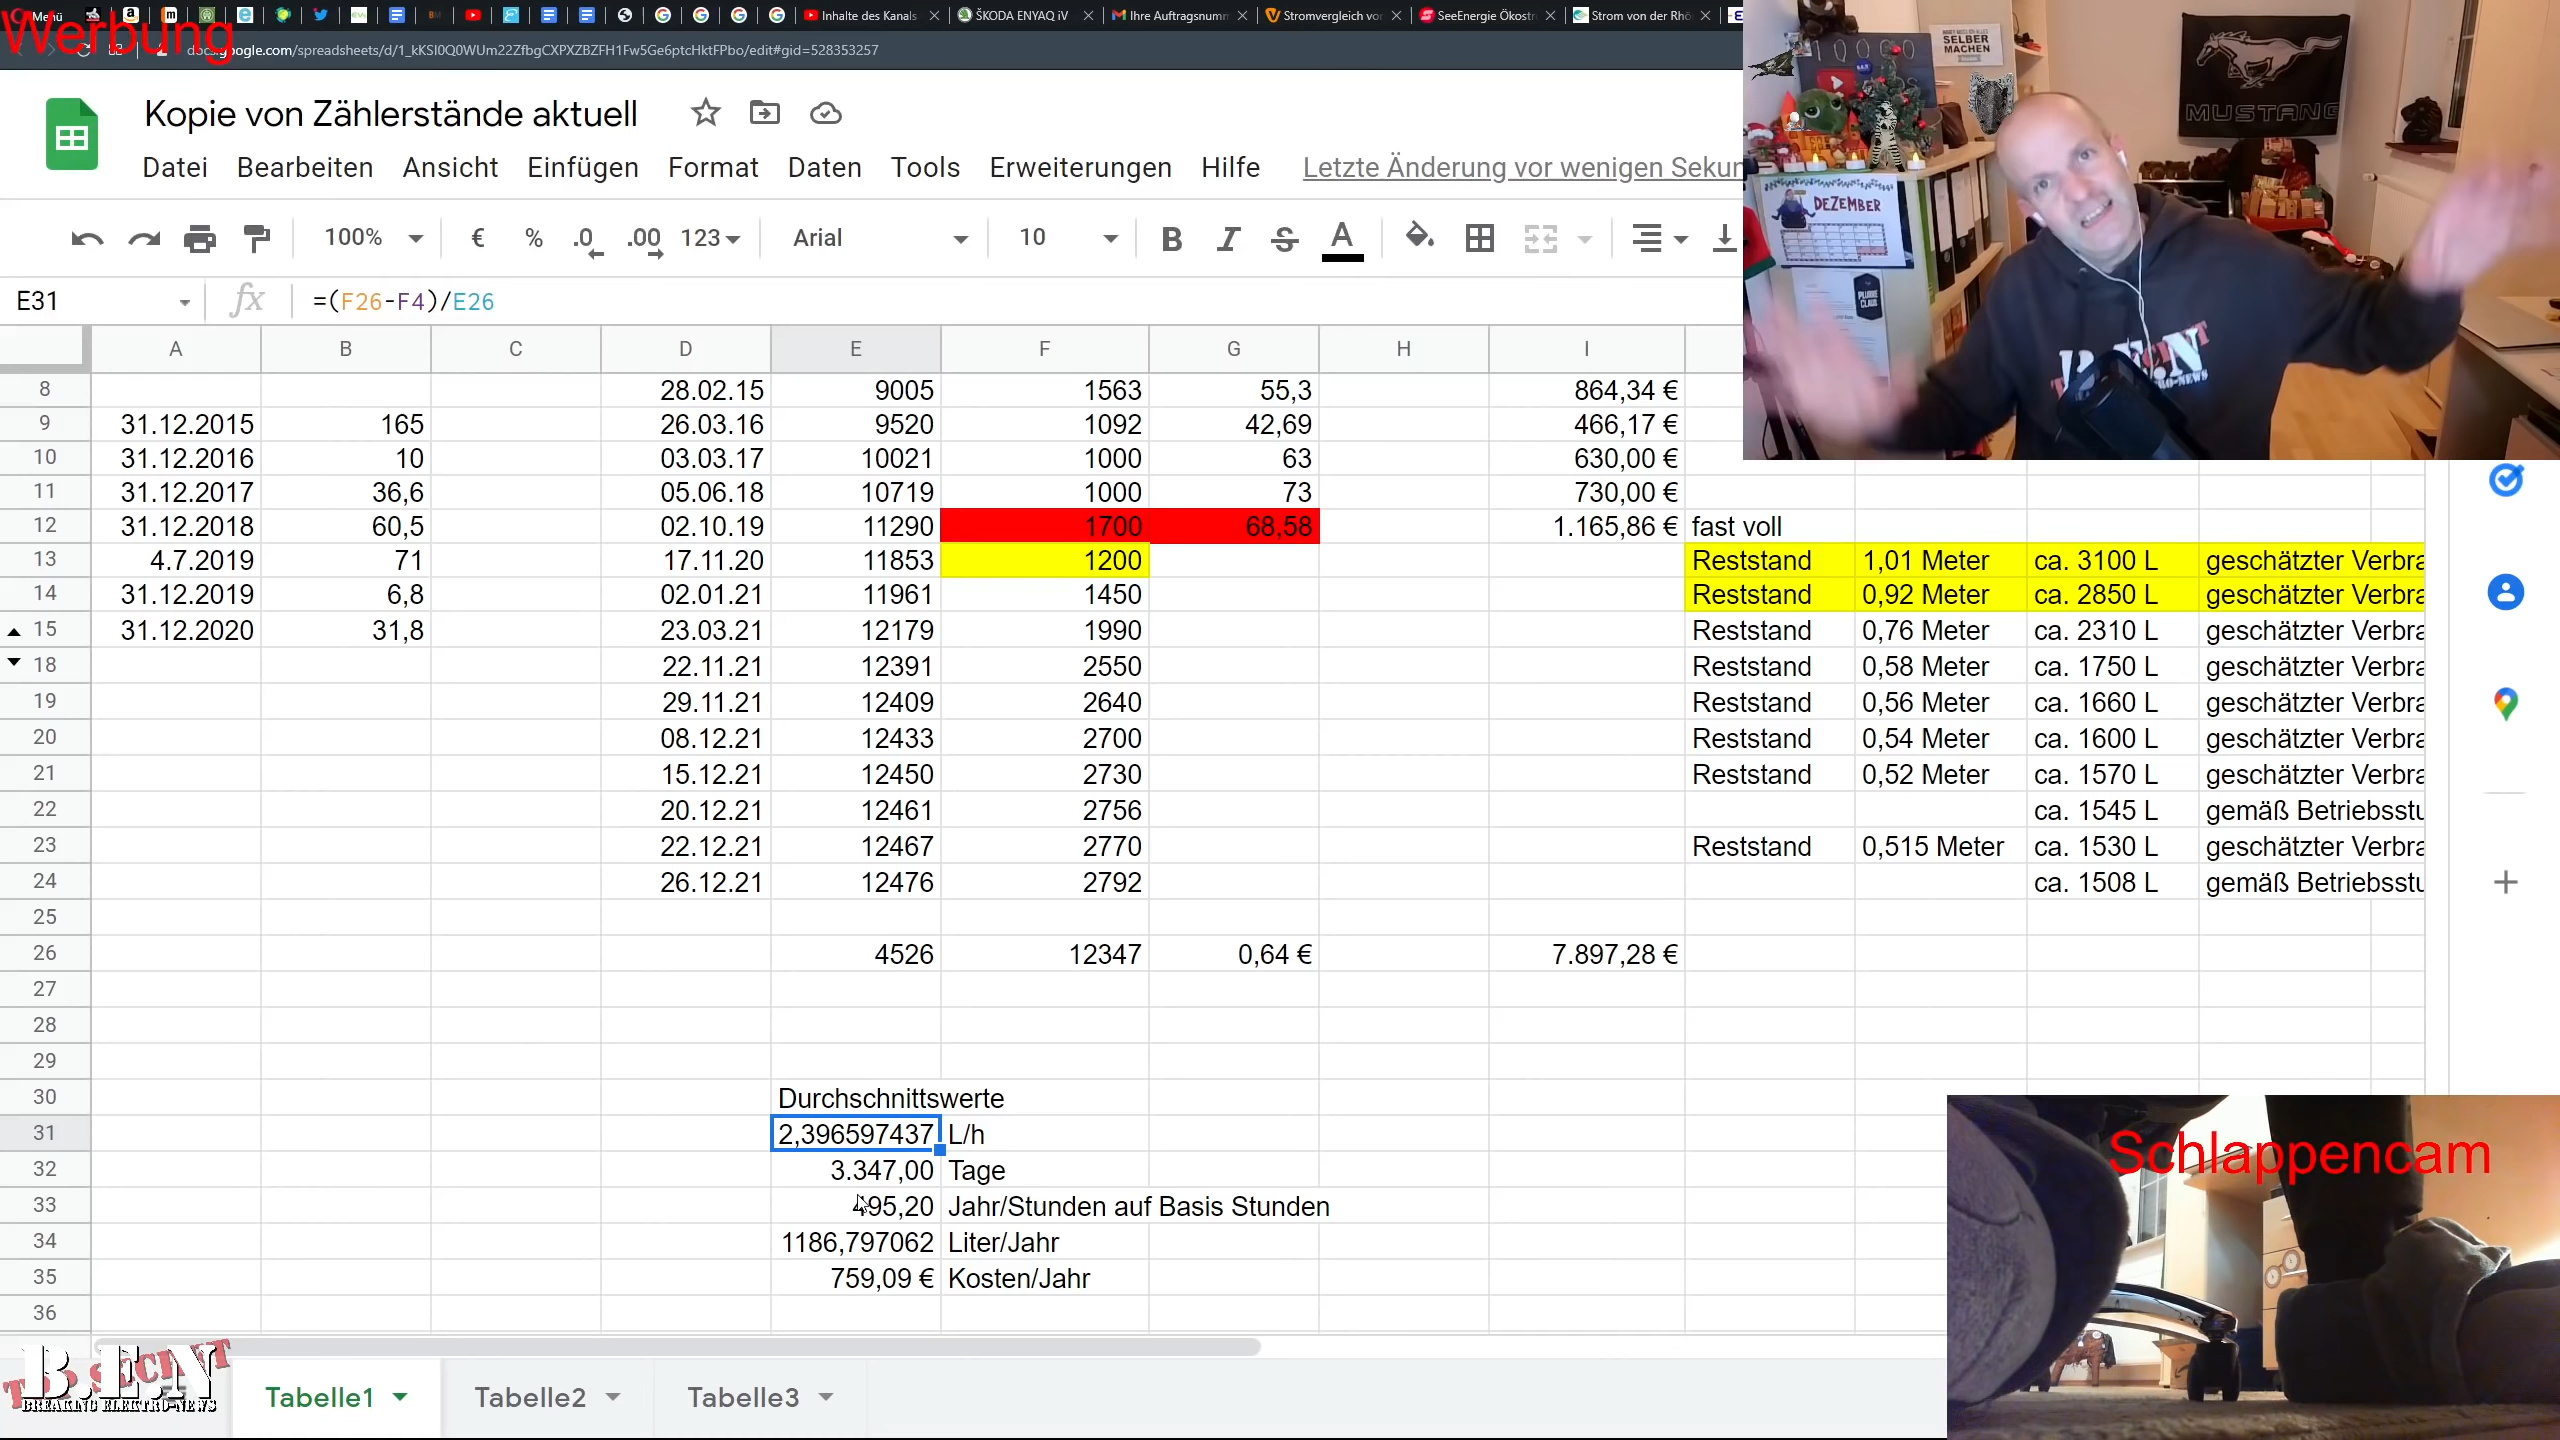 Menü
Inhalte des Kanals
ŠKODA ENYAQ iV
Ihre Auftragsnumm
Stromvergleich vo
SeeEnergie Ökostr
Strom von der Rhö
Werbung
docs.google.com/spreadsheets/d/1_kKSI0Q0WUm22ZfbgCXPXZBZFH1Fw5Ge6ptcHktFPbo/edit#gid=528353257
Kopie von Zählerstände aktuell
Datei Bearbeiten Ansicht Einfügen Format Daten Tools Erweiterungen Hilfe Letzte Änderung vor wenigen Sekun
100% € % .0 .00 123 Arial 10 B I S A
E31 fx =(F26-F4)/E26
A B C D E F G H I
8 28.02.15 9005 1563 55,3 864,34 €
9 31.12.2015 165 26.03.16 9520 1092 42,69 466,17 €
10 31.12.2016 10 03.03.17 10021 1000 63 630,00 €
11 31.12.2017 36,6 05.06.18 10719 1000 73 730,00 €
12 31.12.2018 60,5 02.10.19 11290 1700 68,58 1.165,86 € fast voll
13 4.7.2019 71 17.11.20 11853 1200 Reststand 1,01 Meter ca. 3100 L geschätzter Verbra
14 31.12.2019 6,8 02.01.21 11961 1450 Reststand 0,92 Meter ca. 2850 L geschätzter Verbra
15 31.12.2020 31,8 23.03.21 12179 1990 Reststand 0,76 Meter ca. 2310 L geschätzter Verbra
18 22.11.21 12391 2550 Reststand 0,58 Meter ca. 1750 L geschätzter Verbra
19 29.11.21 12409 2640 Reststand 0,56 Meter ca. 1660 L geschätzter Verbra
20 08.12.21 12433 2700 Reststand 0,54 Meter ca. 1600 L geschätzter Verbra
21 15.12.21 12450 2730 Reststand 0,52 Meter ca. 1570 L geschätzter Verbra
22 20.12.21 12461 2756 ca. 1545 L gemäß Betriebsstu
23 22.12.21 12467 2770 Reststand 0,515 Meter ca. 1530 L geschätzter Verbra
24 26.12.21 12476 2792 ca. 1508 L gemäß Betriebsstu
25
26 4526 12347 0,64 € 7.897,28 €
27
28
29
30 Durchschnittswerte
31 2,396597437 L/h
32 3.347,00 Tage
33 495,20 Jahr/Stunden auf Basis Stunden
34 1186,797062 Liter/Jahr
35 759,09 € Kosten/Jahr
36
Tabelle1 Tabelle2 Tabelle3
B.E.N
BREAKING ELEKTRO-NEWS
SELBER
MACHEN
MUSTANG
DEZEMBER
B.E.N
Schlappencam